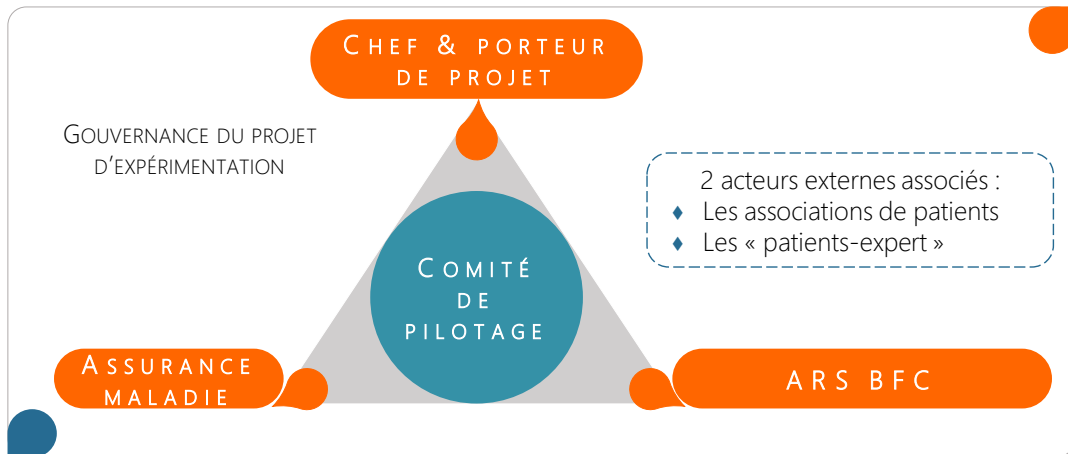 CHEF & PORTEUR
DE PROJET
GOUVERNANCE DU PROJET
D'EXPÉRIMENTATION
2 acteurs externes associés :
♦ Les associations de patients
♦ Les « patients-expert »
COMITÉ
DE
PILOTAGE
ASSURANCE
MALADIE
ARS BFC